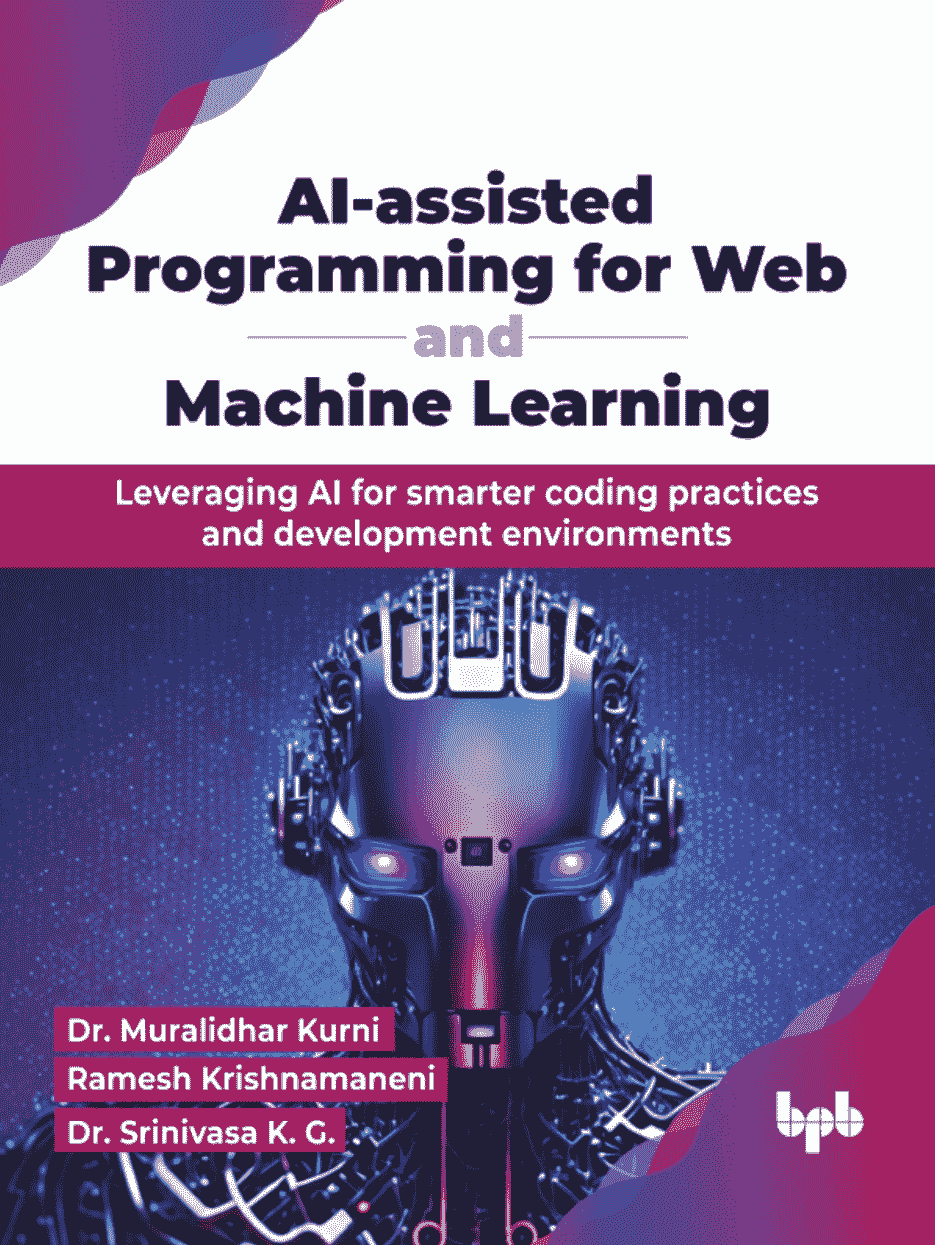 AI-assisted
Programming for Web
and
Machine Learning
Leveraging AI for smarter coding practices
and development environments
Dr. Muralidhar Kurni
Ramesh Krishnamaneni
Dr. Srinivasa K. G.
bpb